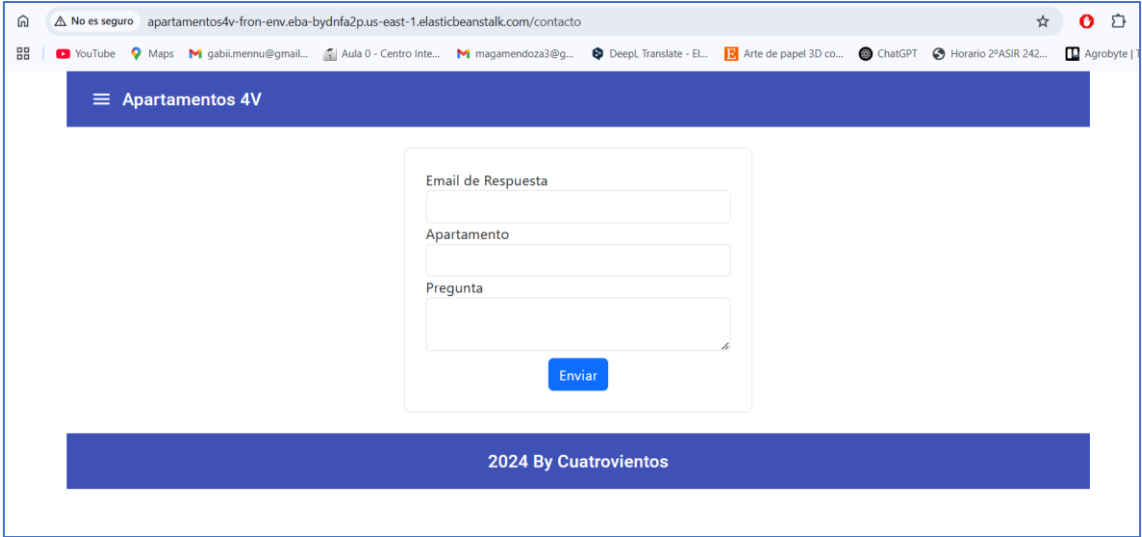 No es seguro apartamentos4v-fron-env.eba-bydnfa2p.us-east-1.elasticbeanstalk.com/contacto
YouTube Maps gabii.mennu@gmail... Aula 0 - Centro Inte... magamendoza3@g... DeepL Translate - El... Arte de papel 3D co... ChatGPT Horario 2ºASIR 242... Agrobyte | T
Apartamentos 4V
Email de Respuesta
Apartamento
Pregunta
Enviar
2024 By Cuatrovientos